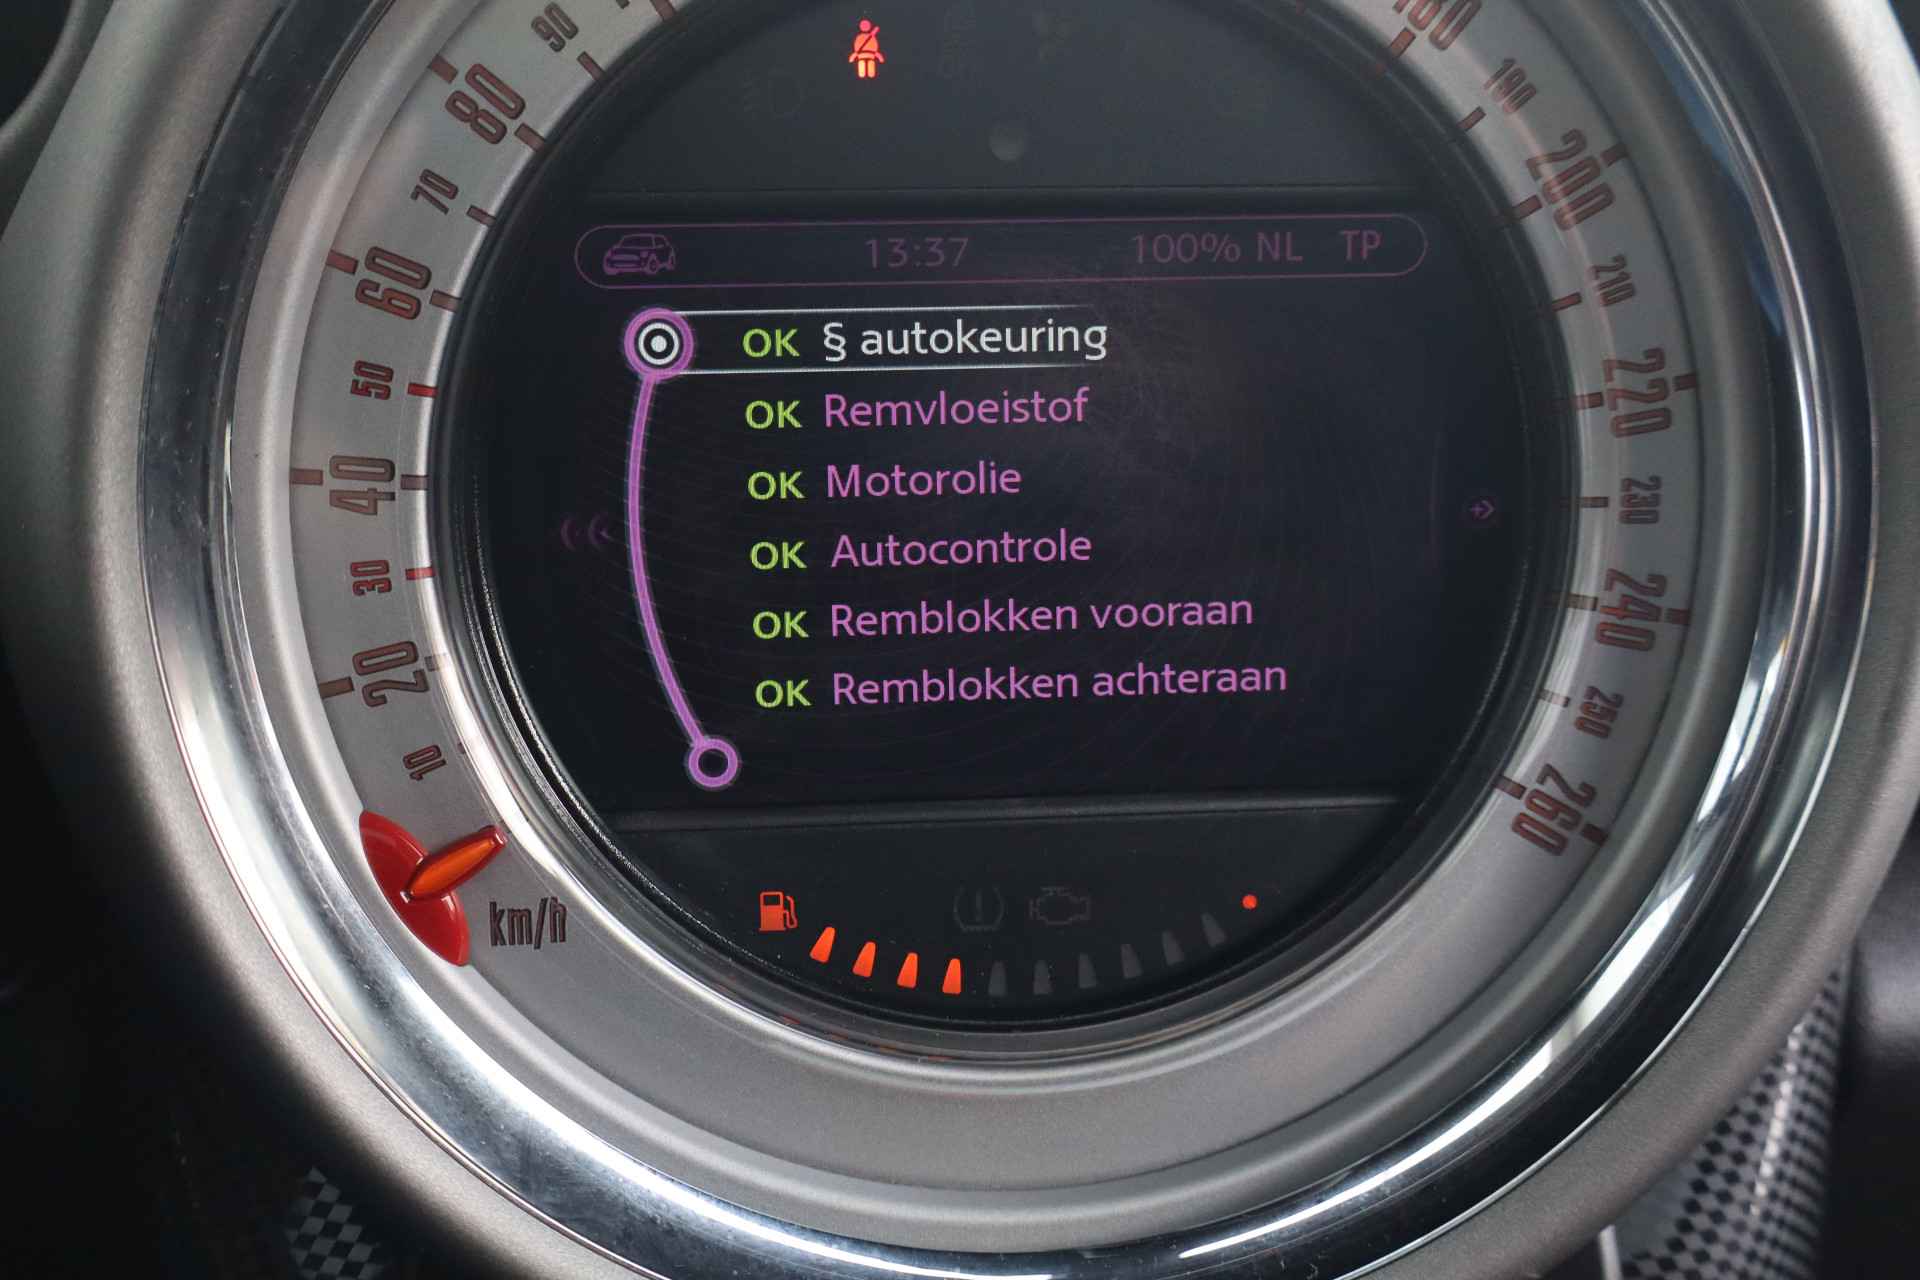 90
80
70
60
50
40
30
20
10
km/h
180
190
200
210
220
230
240
250
260
13:37 100% NL TP
OK § autokeuring
OK Remvloeistof
OK Motorolie
OK Autocontrole
OK Remblokken vooraan
OK Remblokken achteraan